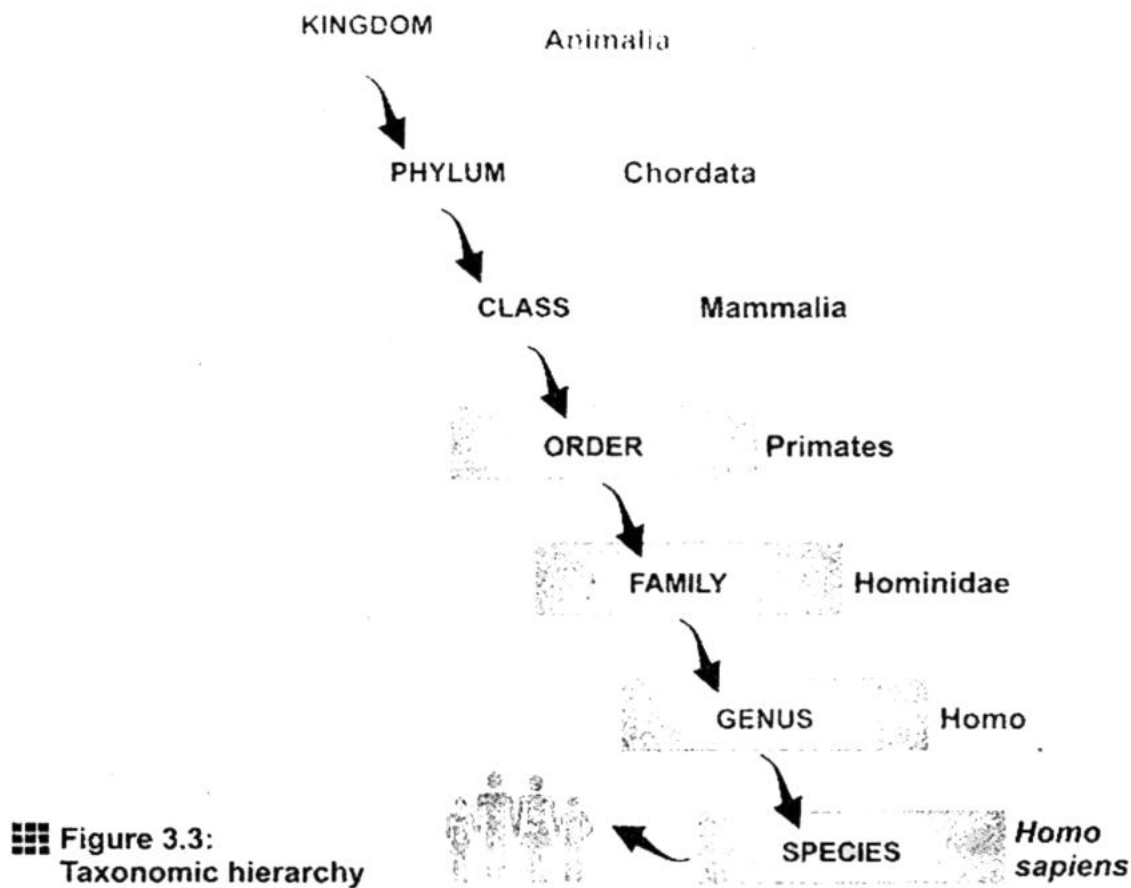 KINGDOM Animalia
PHYLUM Chordata
CLASS Mammalia
ORDER Primates
FAMILY Hominidae
GENUS Homo
SPECIES Homo
sapiens
Figure 3.3:
Taxonomic hierarchy